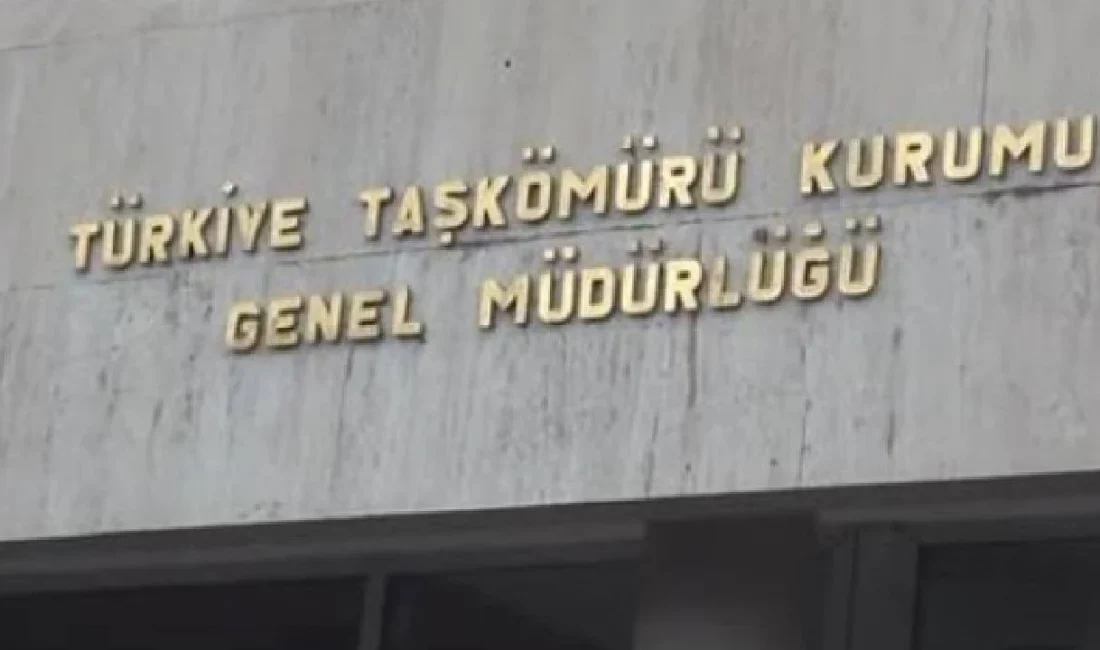 TÜRKİYE TAŞKÖMÜRÜ KURUMU
GENEL MÜDÜRLÜĞÜ